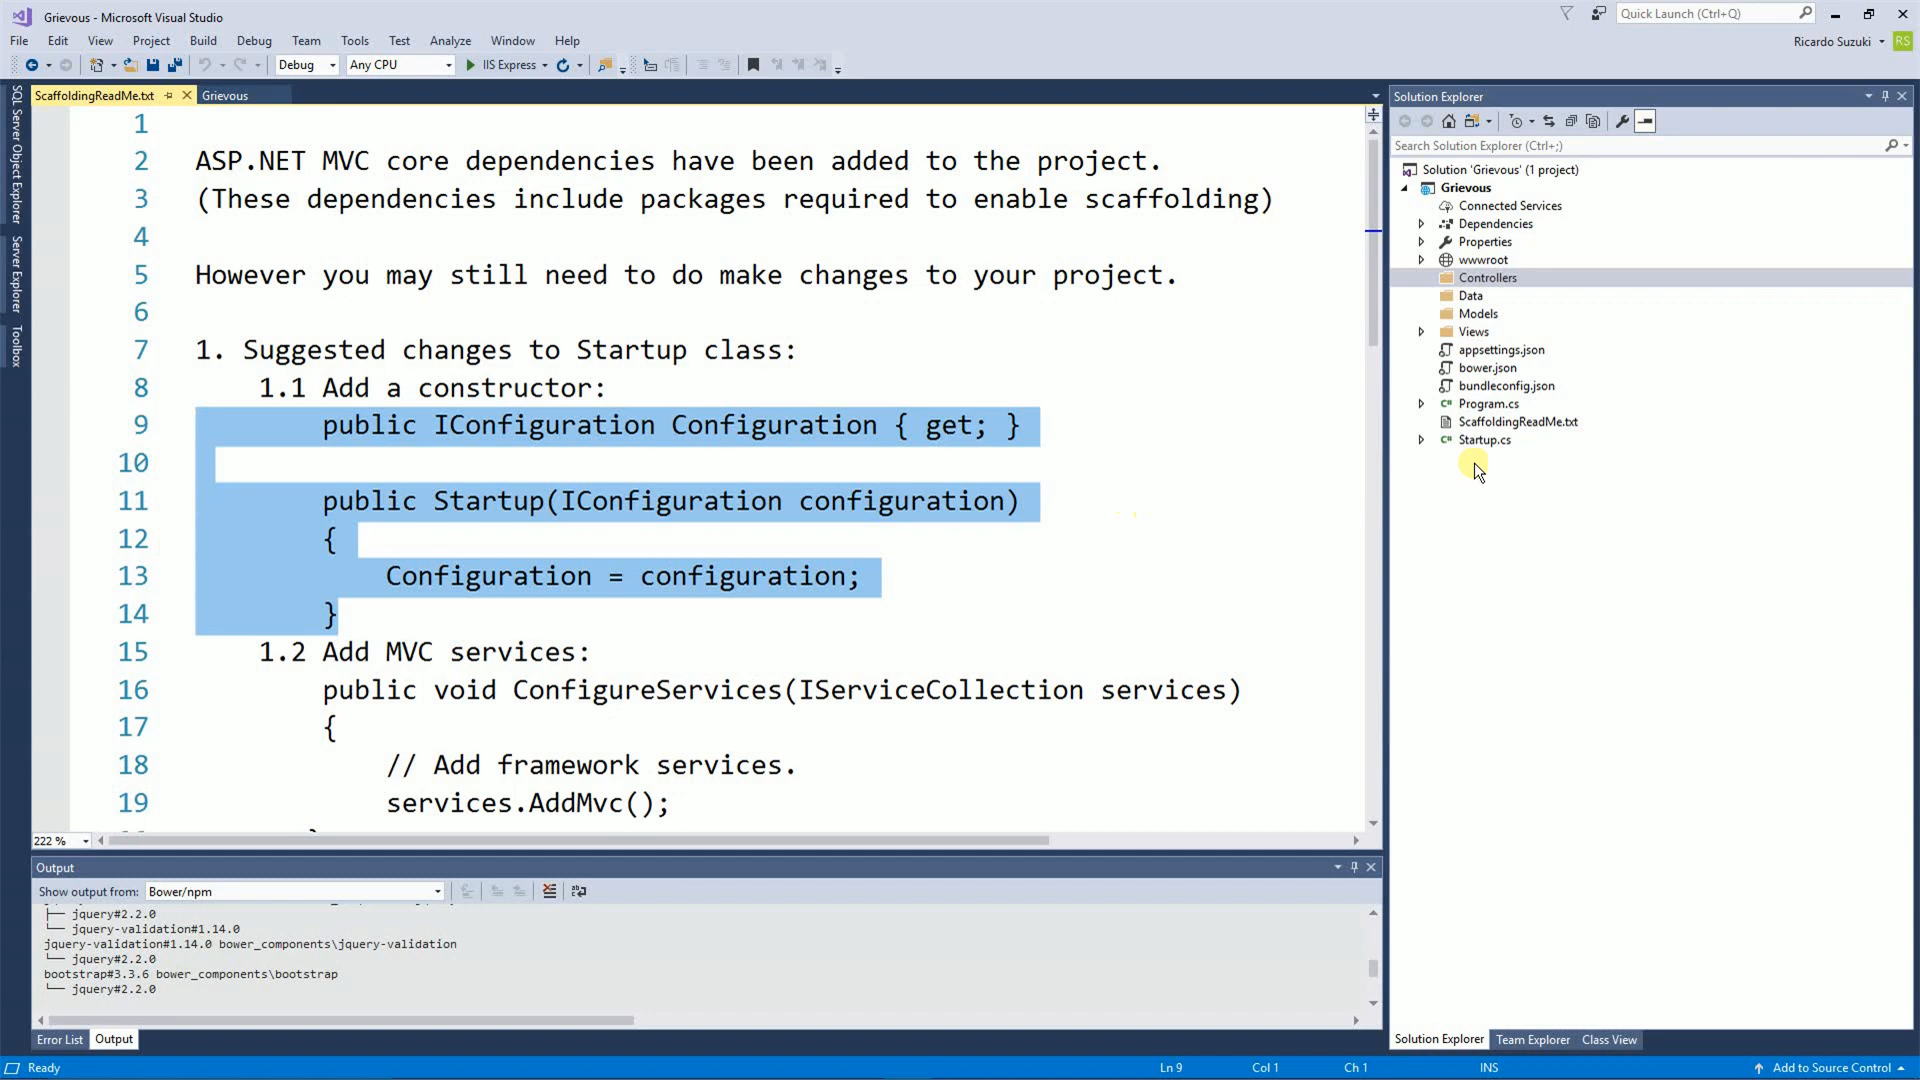 Grievous - Microsoft Visual Studio
Quick Launch (Ctrl+Q)
File Edit View Project Build Debug Team Tools Test Analyze Window Help
Ricardo Suzuki RS
Debug Any CPU IIS Express
SQL Server Object Explorer
Server Explorer
Toolbox
ScaffoldingReadMe.txt Grievous
1
2 ASP.NET MVC core dependencies have been added to the project.
3 (These dependencies include packages required to enable scaffolding)
4
5 However you may still need to do make changes to your project.
6
7 1. Suggested changes to Startup class:
8 1.1 Add a constructor:
9 public IConfiguration Configuration { get; }
10
11 public Startup(IConfiguration configuration)
12 {
13 Configuration = configuration;
14 }
15 1.2 Add MVC services:
16 public void ConfigureServices(IServiceCollection services)
17 {
18 // Add framework services.
19 services.AddMvc();
222 %
Output
Show output from: Bower/npm
├── jquery#2.2.0
└── jquery-validation#1.14.0
jquery-validation#1.14.0 bower_components\jquery-validation
└── jquery#2.2.0
bootstrap#3.3.6 bower_components\bootstrap
└── jquery#2.2.0
Error List Output
Solution Explorer
Search Solution Explorer (Ctrl+;)
Solution 'Grievous' (1 project)
Grievous
Connected Services
Dependencies
Properties
wwwroot
Controllers
Data
Models
Views
appsettings.json
bower.json
bundleconfig.json
C# Program.cs
ScaffoldingReadMe.txt
C# Startup.cs
Solution Explorer Team Explorer Class View
Ready Ln 9 Col 1 Ch 1 INS Add to Source Control